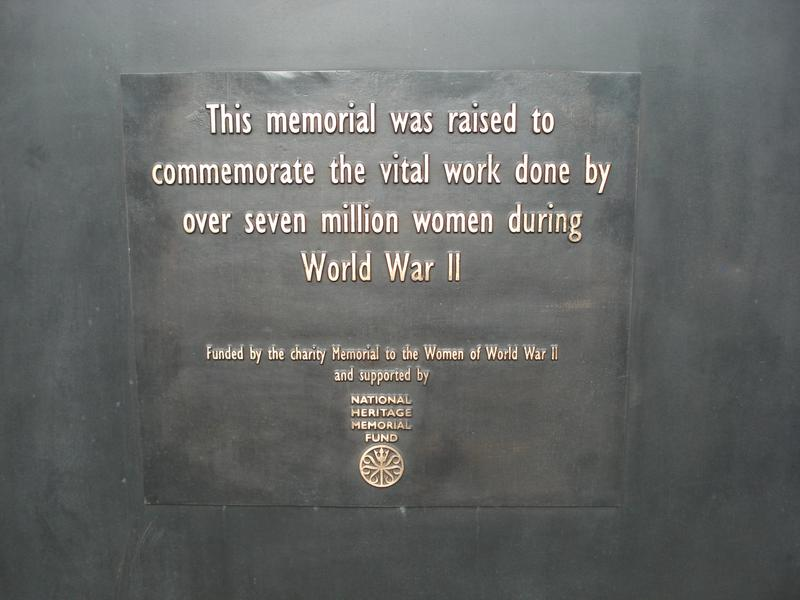 This memorial was raised to
commemorate the vital work done by
over seven million women during
World War II
Funded by the charity Memorial to the Women of World War II
and supported by
NATIONAL
HERITAGE
MEMORIAL
FUND